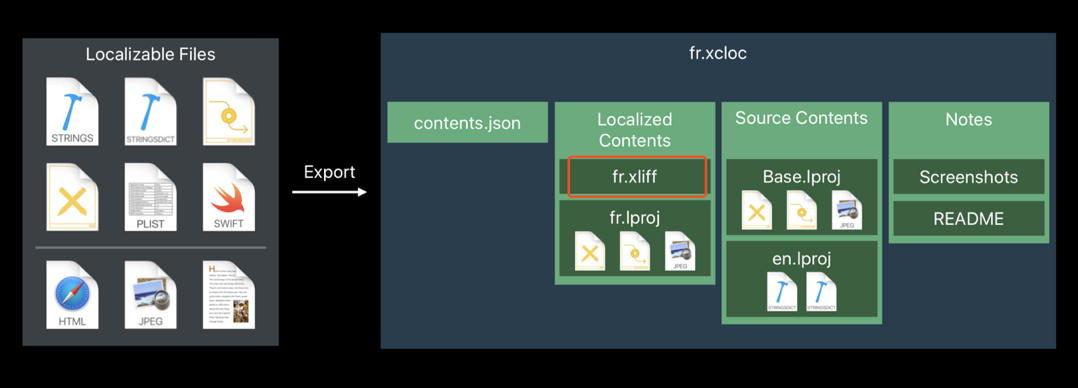 Localizable Files
STRINGS
STRINGSDICT
PLIST
SWIFT
HTML
JPEG
Export
fr.xcloc
contents.json
Localized
Contents
fr.xliff
fr.lproj
JPEG
Source Contents
Base.lproj
JPEG
en.lproj
STRINGSDICT
STRINGSDICT
Notes
Screenshots
README